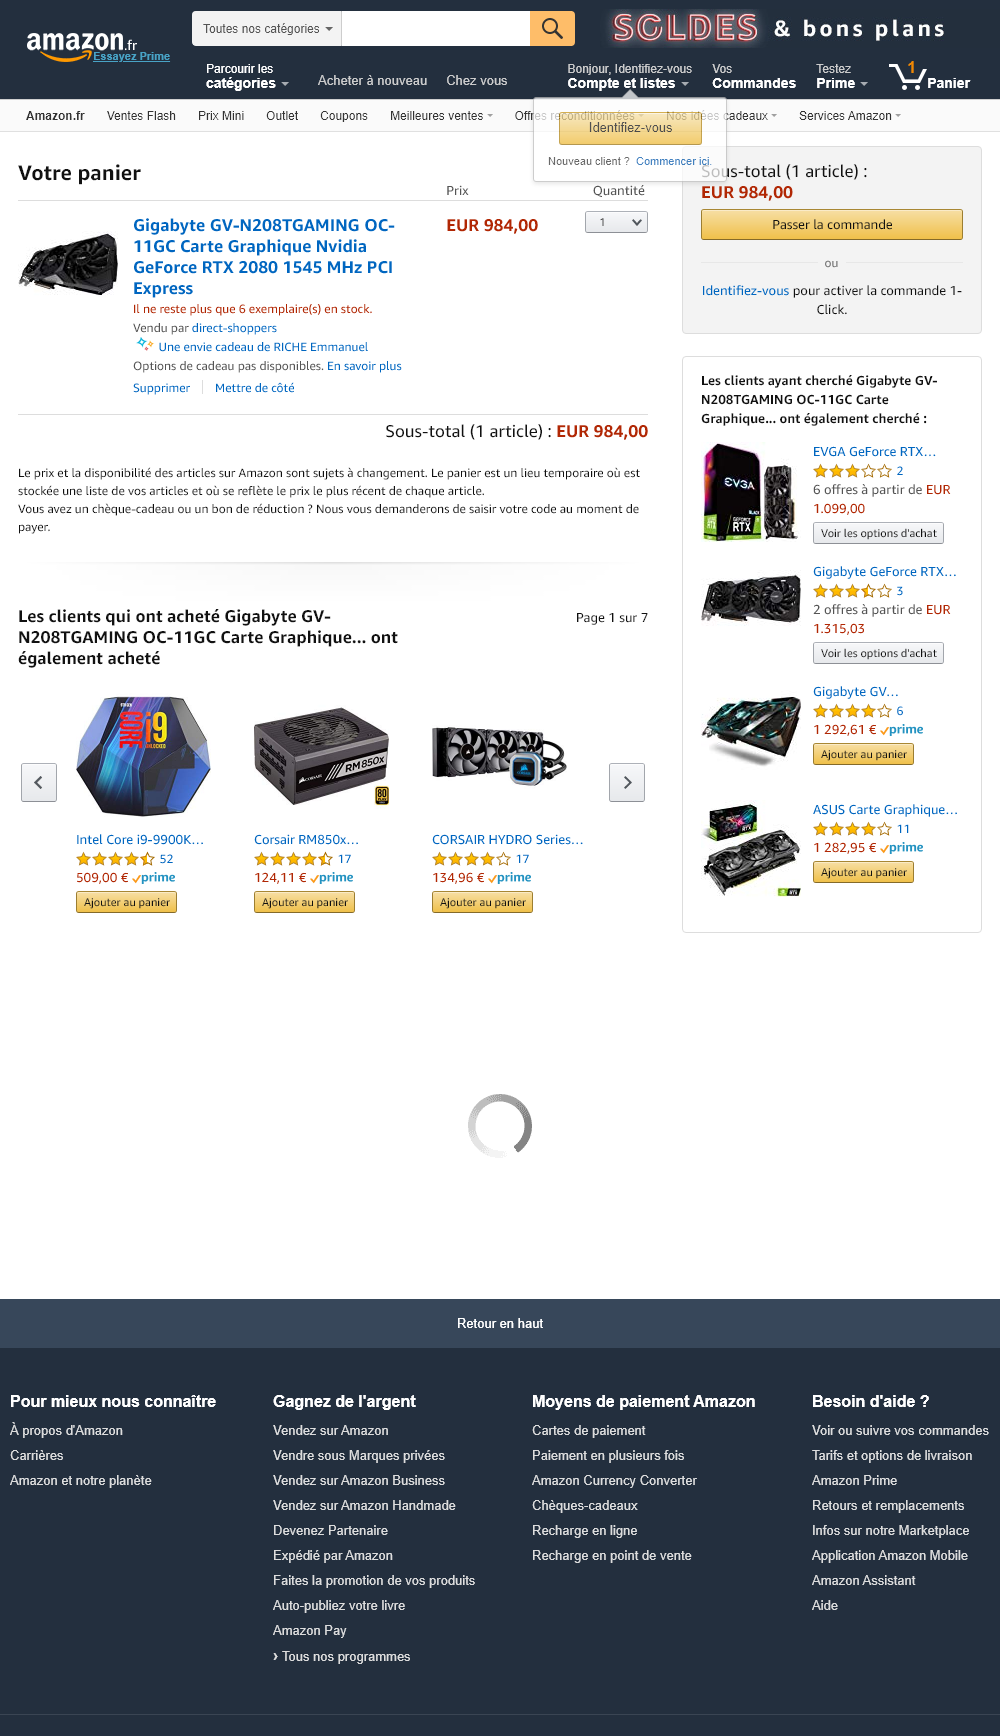 amazon.fr
Essayez Prime
Toutes nos catégories
SOLDES & bons plans
Parcourir les
catégories
Acheter à nouveau
Chez vous
Bonjour, Identifiez-vous
Compte et listes
Vos
Commandes
Testez
Prime
1
Panier
Amazon.fr
Ventes Flash
Prix Mini
Outlet
Coupons
Meilleures ventes
Offres reconditionnées
Nos idées cadeaux
Services Amazon
Identifiez-vous
Nouveau client ? Commencer ici.
Votre panier
Prix
Quantité
Gigabyte GV-N208TGAMING OC-
11GC Carte Graphique Nvidia
GeForce RTX 2080 1545 MHz PCI
Express
EUR 984,00
1
Il ne reste plus que 6 exemplaire(s) en stock.
Vendu par direct-shoppers
Une envie cadeau de RICHE Emmanuel
Options de cadeau pas disponibles. En savoir plus
Supprimer
Mettre de côté
Sous-total (1 article) : EUR 984,00
Le prix et la disponibilité des articles sur Amazon sont sujets à changement. Le panier est un lieu temporaire où est
stockée une liste de vos articles et où se reflète le prix le plus récent de chaque article.
Vous avez un chèque-cadeau ou un bon de réduction ? Nous vous demanderons de saisir votre code au moment de
payer.
Sous-total (1 article) :
EUR 984,00
Passer la commande
ou
Identifiez-vous pour activer la commande 1-
Click.
Les clients ayant cherché Gigabyte GV-
N208TGAMING OC-11GC Carte
Graphique... ont également cherché :
EVGA
BLACK
GEFORCE
RTX
EVGA GeForce RTX...
2
6 offres à partir de EUR
1.099,00
Voir les options d'achat
Gigabyte GeForce RTX...
3
2 offres à partir de EUR
1.315,03
Voir les options d'achat
Gigabyte GV...
6
1 292,61 € prime
Ajouter au panier
ASUS Carte Graphique...
11
1 282,95 € prime
Ajouter au panier
Les clients qui ont acheté Gigabyte GV-
N208TGAMING OC-11GC Carte Graphique... ont
également acheté
Page 1 sur 7
CORE i9
UNLOCKED
CORSAIR
RM850x
80
Intel Core i9-9900K...
52
509,00 € prime
Ajouter au panier
Corsair RM850x...
17
124,11 € prime
Ajouter au panier
CORSAIR HYDRO Series...
17
134,96 € prime
Ajouter au panier
Retour en haut
Pour mieux nous connaître
À propos d'Amazon
Carrières
Amazon et notre planète
Gagnez de l'argent
Vendez sur Amazon
Vendre sous Marques privées
Vendez sur Amazon Business
Vendez sur Amazon Handmade
Devenez Partenaire
Expédié par Amazon
Faites la promotion de vos produits
Auto-publiez votre livre
Amazon Pay
› Tous nos programmes
Moyens de paiement Amazon
Cartes de paiement
Paiement en plusieurs fois
Amazon Currency Converter
Chèques-cadeaux
Recharge en ligne
Recharge en point de vente
Besoin d'aide ?
Voir ou suivre vos commandes
Tarifs et options de livraison
Amazon Prime
Retours et remplacements
Infos sur notre Marketplace
Application Amazon Mobile
Amazon Assistant
Aide